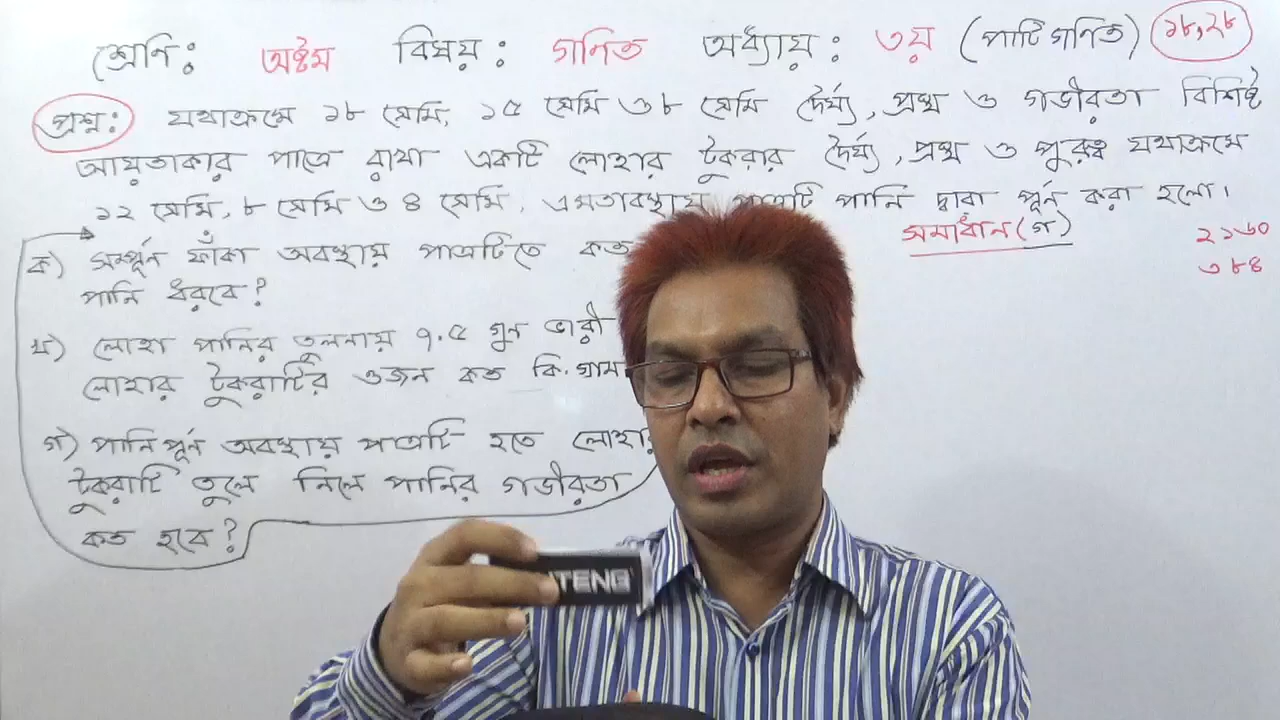 শ্রেণি: অষ্টম বিষয়: গনিত অধ্যায়: ৩য় (পাটিগনিত) ১৮,২৮
প্রশ্ন: যথাক্রমে ১৮ সেমি, ১৫ সেমি ও ৮ সেমি দৈর্ঘ্য, প্রস্থ ও গভীরতা বিশিষ্ট
আয়তাকার পাত্রে রাখা একটি লোহার টুকরার দৈর্ঘ্য, প্রস্থ ও পুরুত্ব যথাক্রমে
১২ সেমি, ৮ সেমি ও ৪ সেমি, এমতাবস্থায় পাত্রটি পানি দ্বারা পূর্ন করা হলো।
ক) সম্পূর্ন ফাঁকা অবস্থায় পাত্রটিতে কত
পানি ধরবে?
খ) লোহা পানির তুলনায় ৭.৫ গুন ভারী
লোহার টুকরাটির ওজন কত কি. গ্রাম
গ) পানি পূর্ন অবস্থায় পাত্রটি হতে লোহার
টুকরাটি তুলে নিলে পানির গভীরতা
কত হবে?
সমাধান (গ)
২১৬০
৩৮৪
TENG